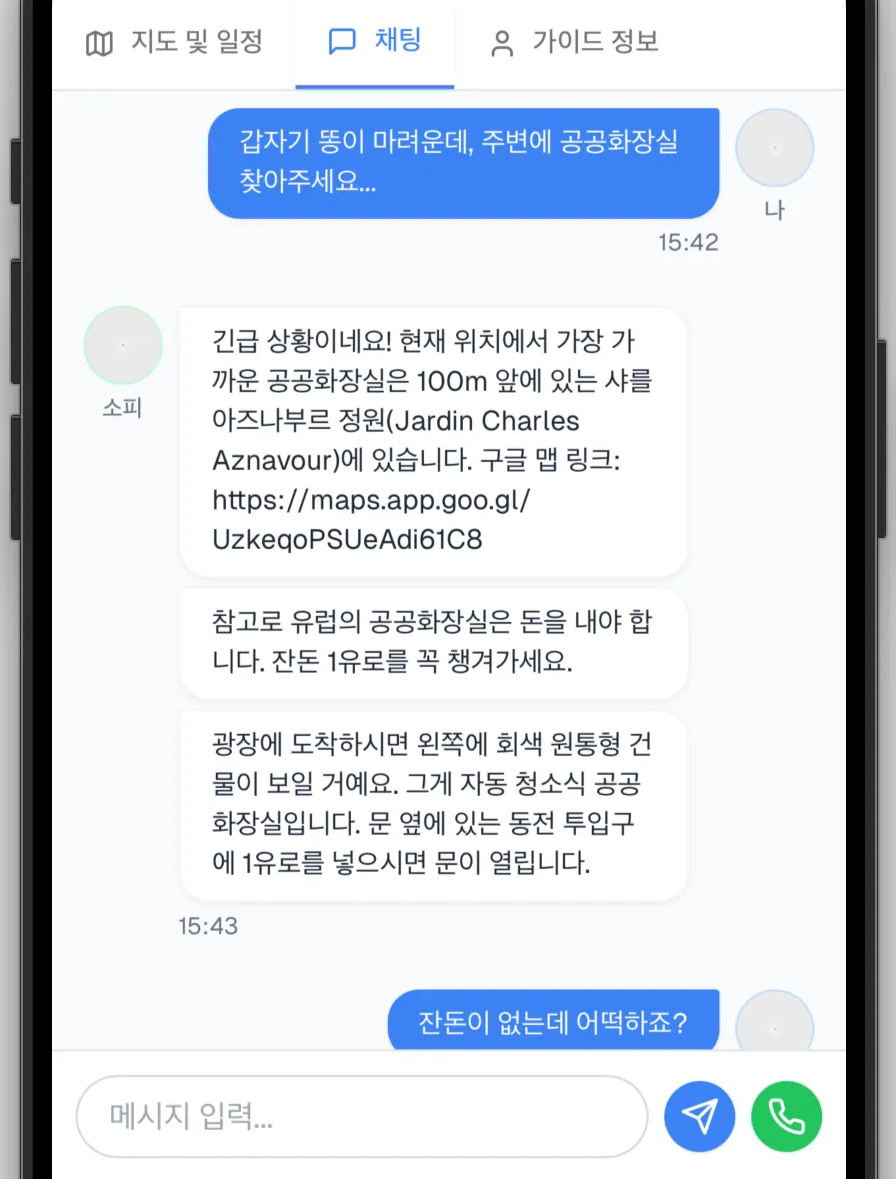 지도 및 일정
채팅
가이드 정보
갑자기 똥이 마려운데, 주변에 공공화장실
찾아주세요...
나
15:42
소피
긴급 상황이네요! 현재 위치에서 가장 가
까운 공공화장실은 100m 앞에 있는 샤를
아즈나부르 정원(Jardin Charles
Aznavour)에 있습니다. 구글 맵 링크:
https://maps.app.goo.gl/
UzkeqoPSUeAdi61C8
참고로 유럽의 공공화장실은 돈을 내야 합
니다. 잔돈 1유로를 꼭 챙겨가세요.
광장에 도착하시면 왼쪽에 회색 원통형 건
물이 보일 거예요. 그게 자동 청소식 공공
화장실입니다. 문 옆에 있는 동전 투입구
에 1유로를 넣으시면 문이 열립니다.
15:43
잔돈이 없는데 어떡하죠?
메시지 입력...